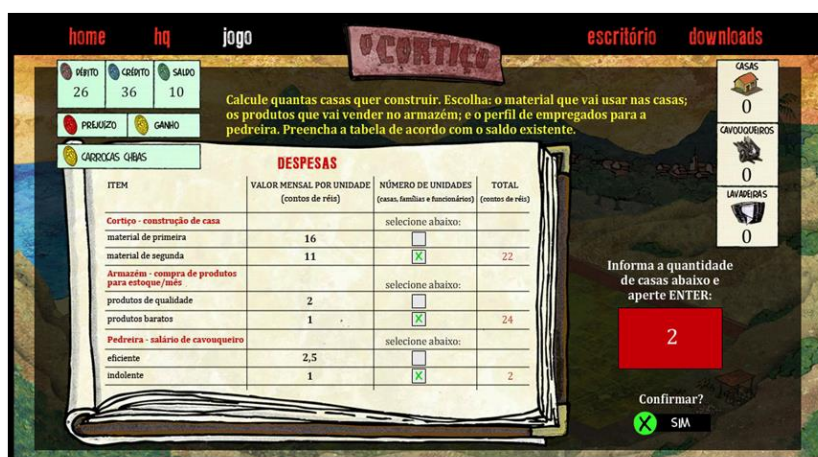 home hq jogo O CORTIÇO escritório downloads
DÉBITO CRÉDITO SALDO
26 36 10
PREJUÍZO GANHO
CARROÇAS CHEIAS
Calcule quantas casas quer construir. Escolha: o material que vai usar nas casas;
os produtos que vai vender no armazém; e o perfil de empregados para a
pedreira. Preencha a tabela de acordo com o saldo existente.
CASAS
0
CAVOUQUEIROS
0
LAVADEIRAS
0
DESPESAS
ITEM VALOR MENSAL POR UNIDADE NÚMERO DE UNIDADES TOTAL
(contos de réis) (casas, famílias e funcionários) (contos de réis)
Cortiço - construção de casa selecione abaixo:
material de primeira 16
material de segunda 11 X 22
Armazém - compra de produtos
para estoque/mês selecione abaixo:
produtos de qualidade 2
produtos baratos 1 X 24
Pedreira - salário de cavouqueiro selecione abaixo:
eficiente 2,5
indolente 1 X 2
Informa a quantidade
de casas abaixo e
aperte ENTER:
2
Confirmar?
X SIM